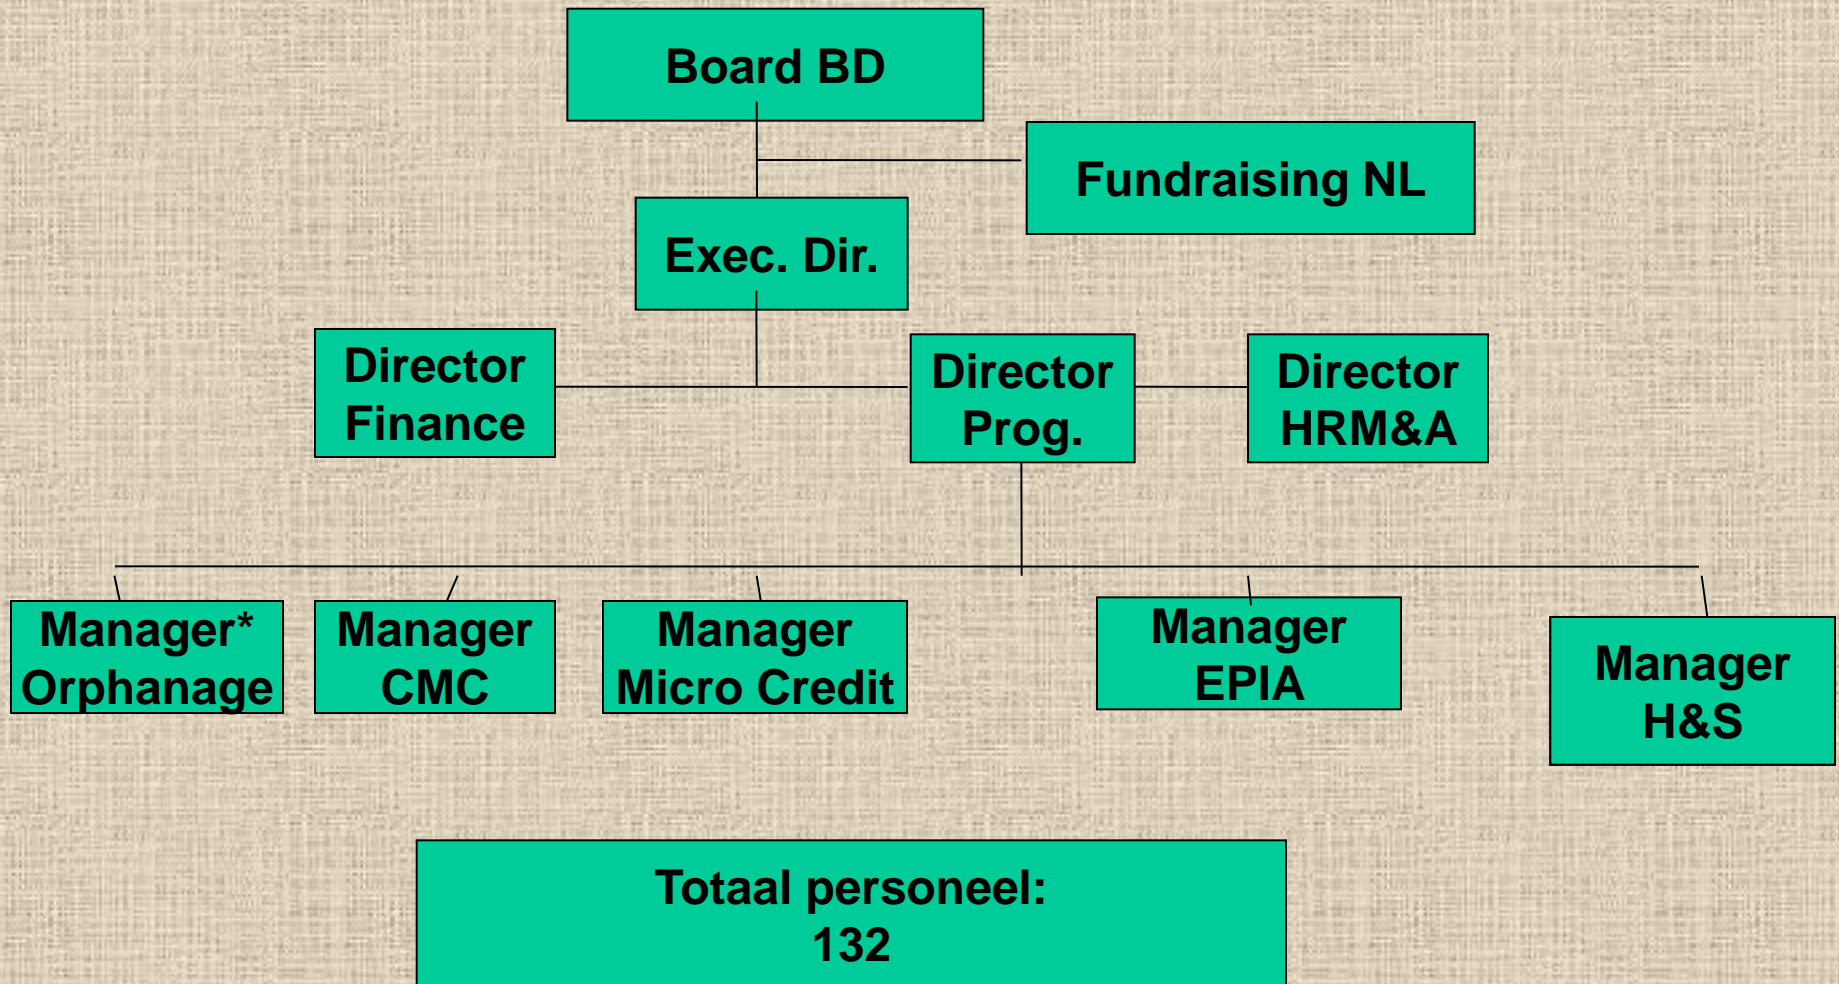 Board BD
Fundraising NL
Exec. Dir.
Director
Finance
Director
Prog.
Director
HRM&A
Manager*
Orphanage
Manager
CMC
Manager
Micro Credit
Manager
EPIA
Manager
H&S
Totaal personeel:
132